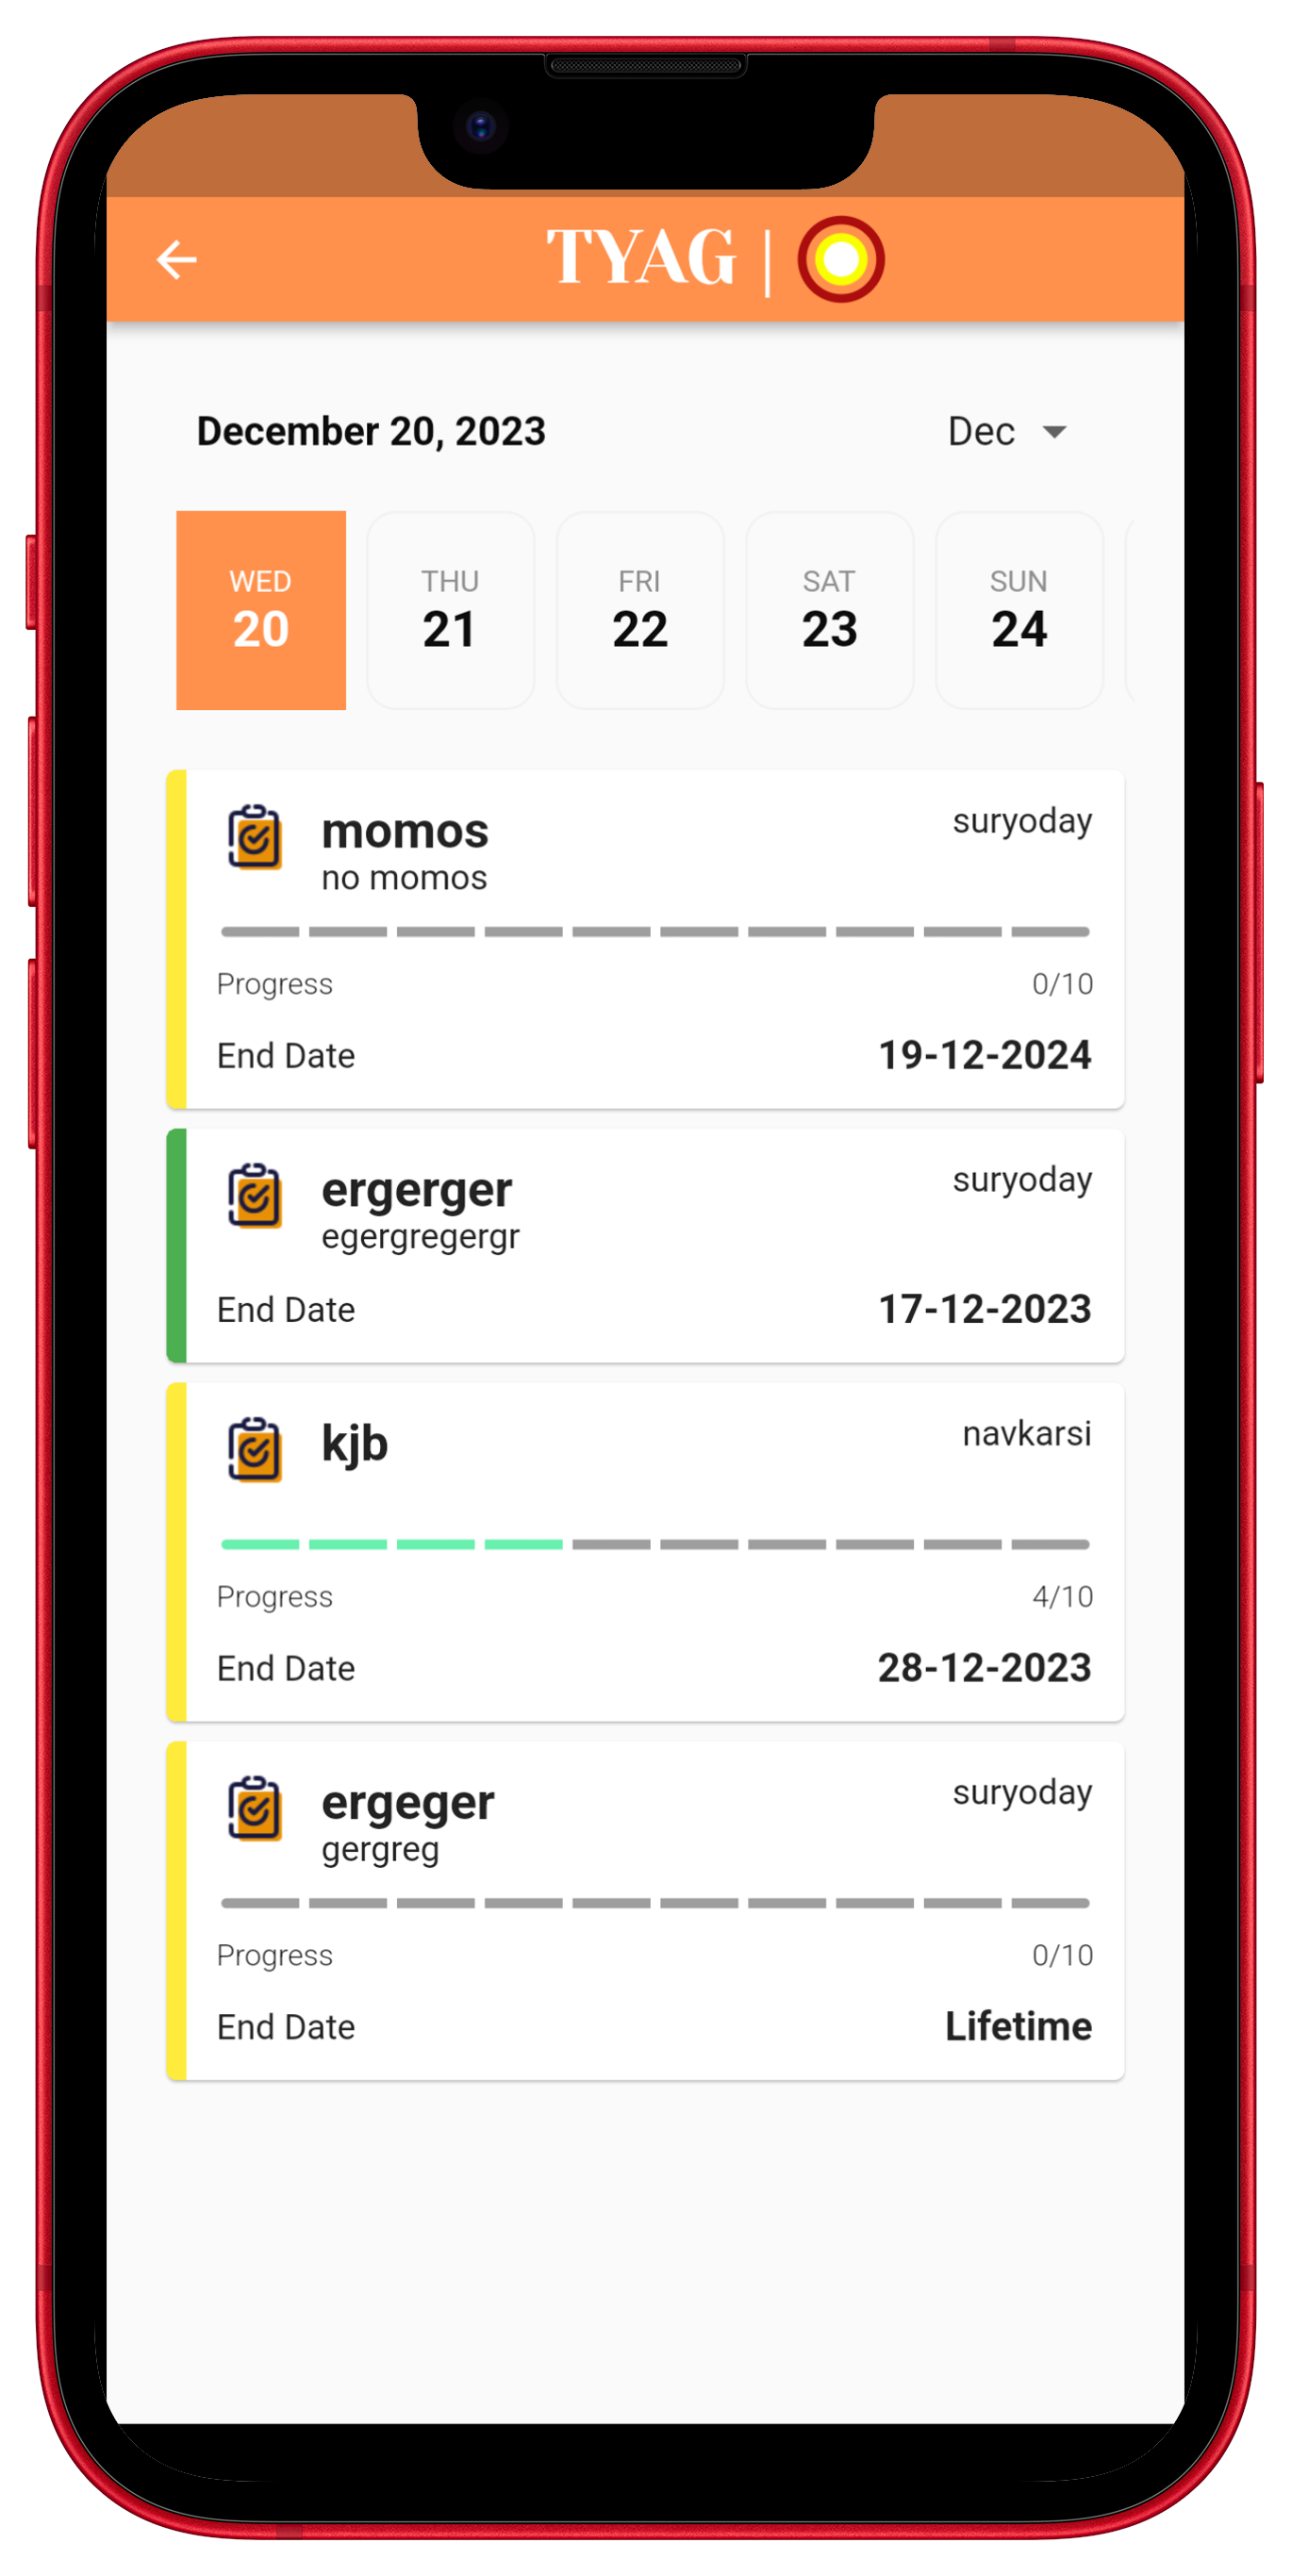 TYAG |
December 20, 2023 Dec
WED THU FRI SAT SUN
20 21 22 23 24
momos suryoday
no momos
Progress 0/10
End Date 19-12-2024
ergerger suryoday
egergregergr
End Date 17-12-2023
kjb navkarsi
Progress 4/10
End Date 28-12-2023
ergeger suryoday
gergreg
Progress 0/10
End Date Lifetime